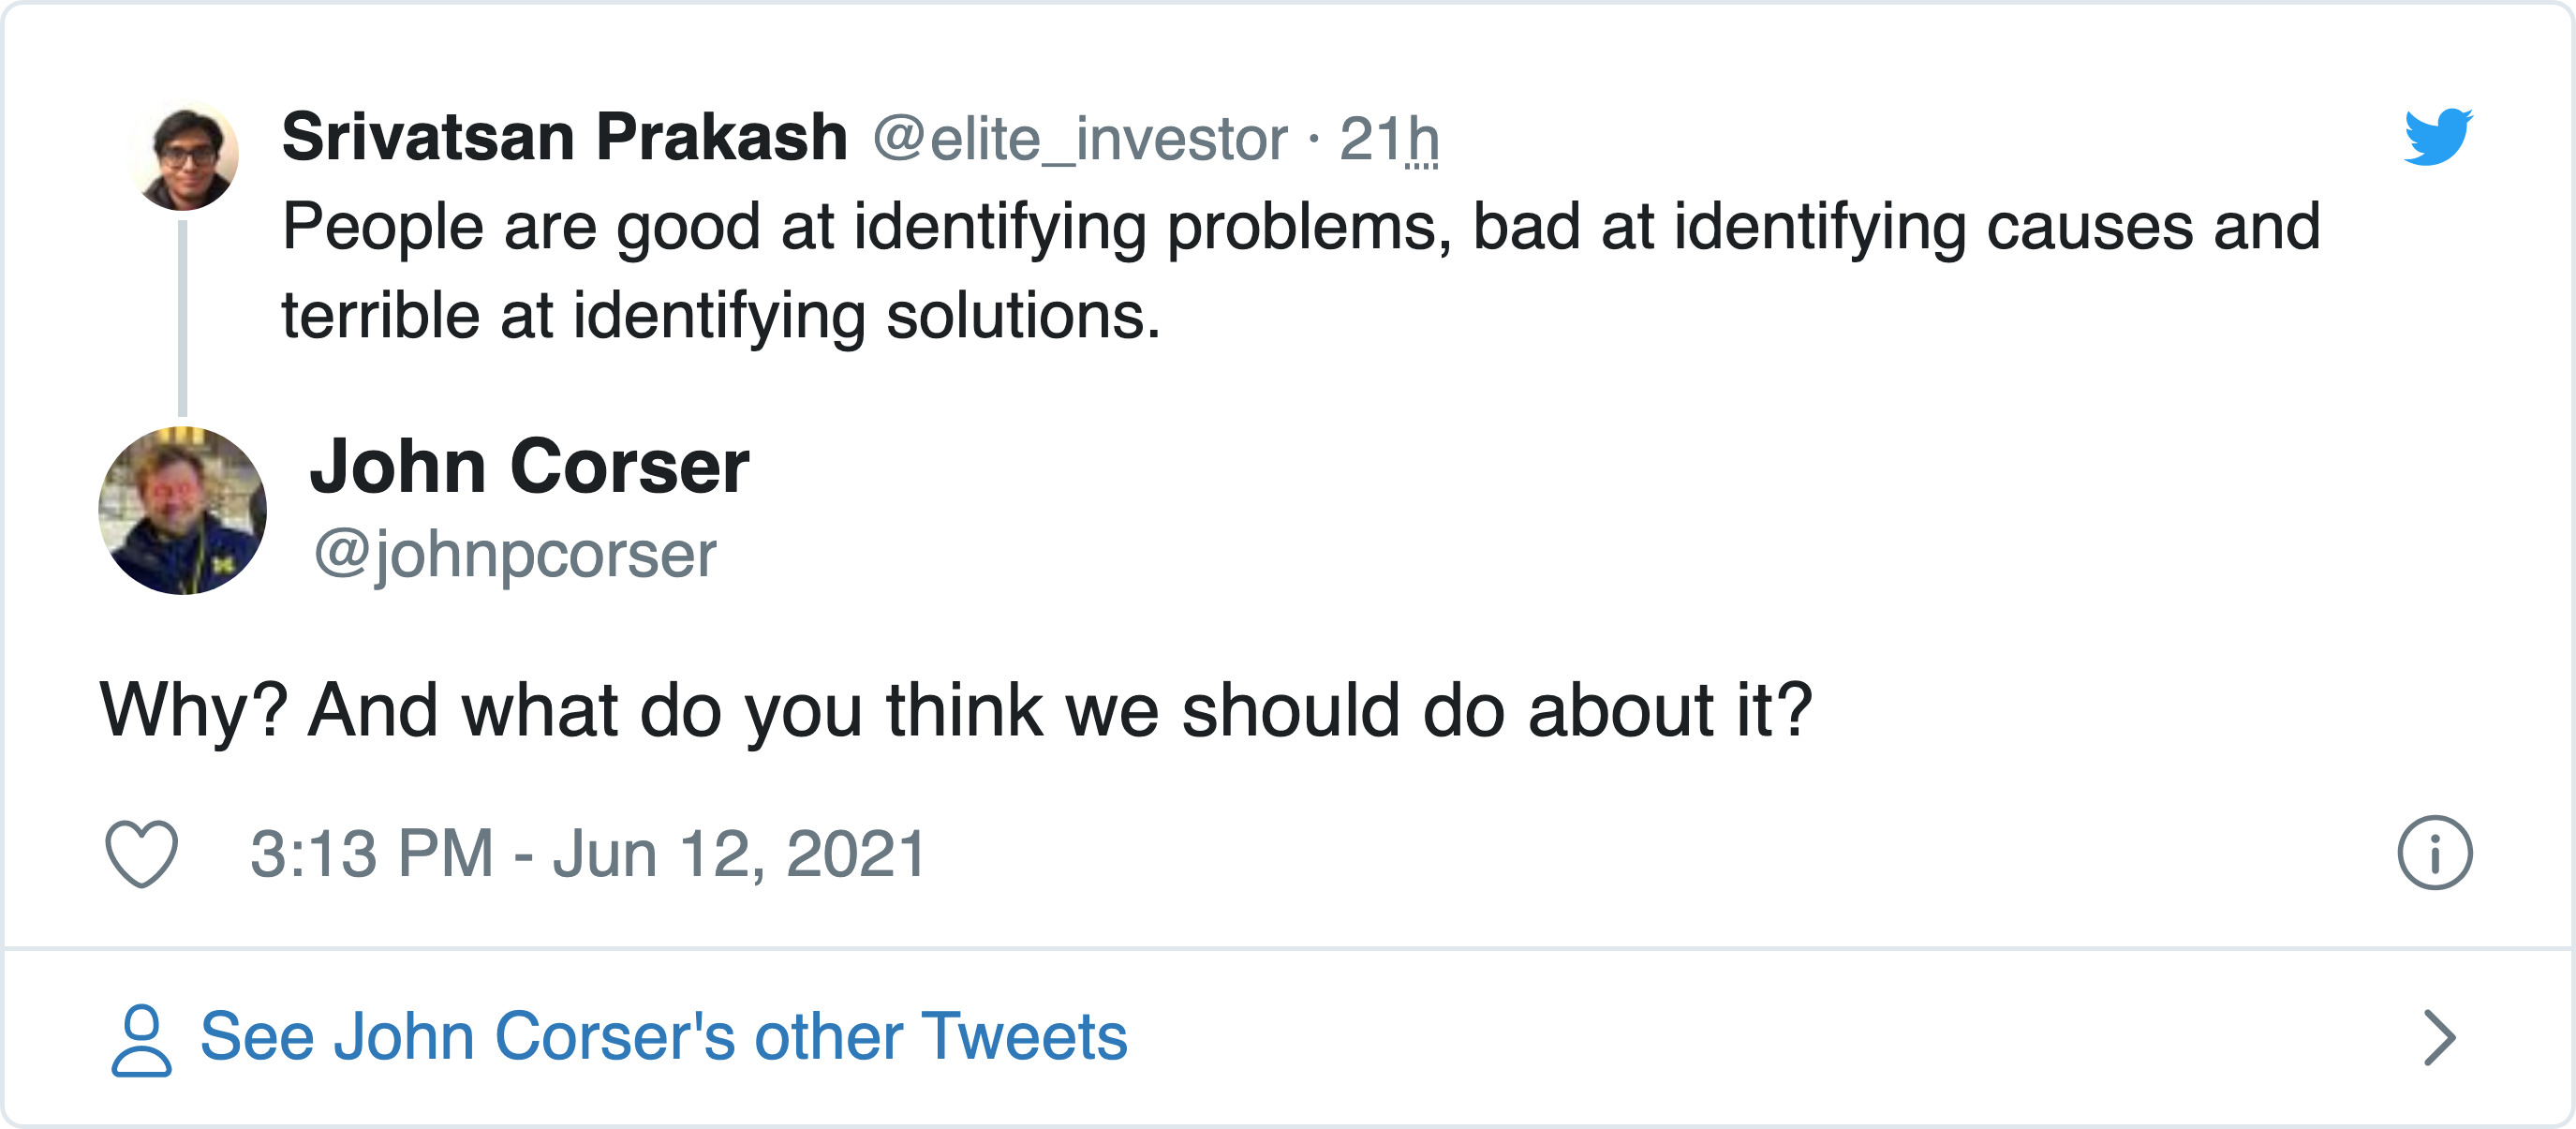 Srivatsan Prakash @elite_investor · 21h
People are good at identifying problems, bad at identifying causes and
terrible at identifying solutions.
John Corser
@johnpcorser
Why? And what do you think we should do about it?
3:13 PM - Jun 12, 2021
See John Corser's other Tweets